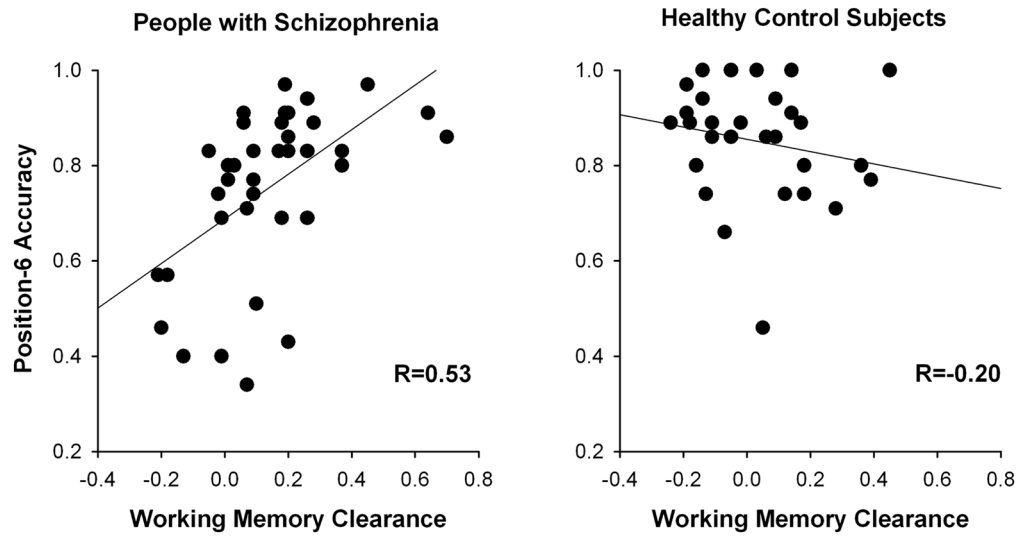 People with Schizophrenia
Healthy Control Subjects
Position-6 Accuracy
1.0
0.8
0.6
0.4
0.2
-0.4 -0.2 0.0 0.2 0.4 0.6 0.8
R=0.53
Working Memory Clearance
1.0
0.8
0.6
0.4
0.2
-0.4 -0.2 0.0 0.2 0.4 0.6 0.8
R=-0.20
Working Memory Clearance